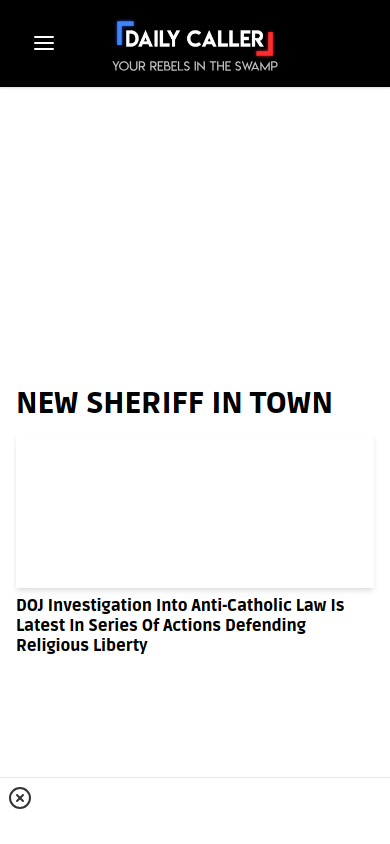 DAILY CALLER
YOUR REBELS IN THE SWAMP
NEW SHERIFF IN TOWN
DOJ Investigation Into Anti-Catholic Law Is
Latest In Series Of Actions Defending
Religious Liberty